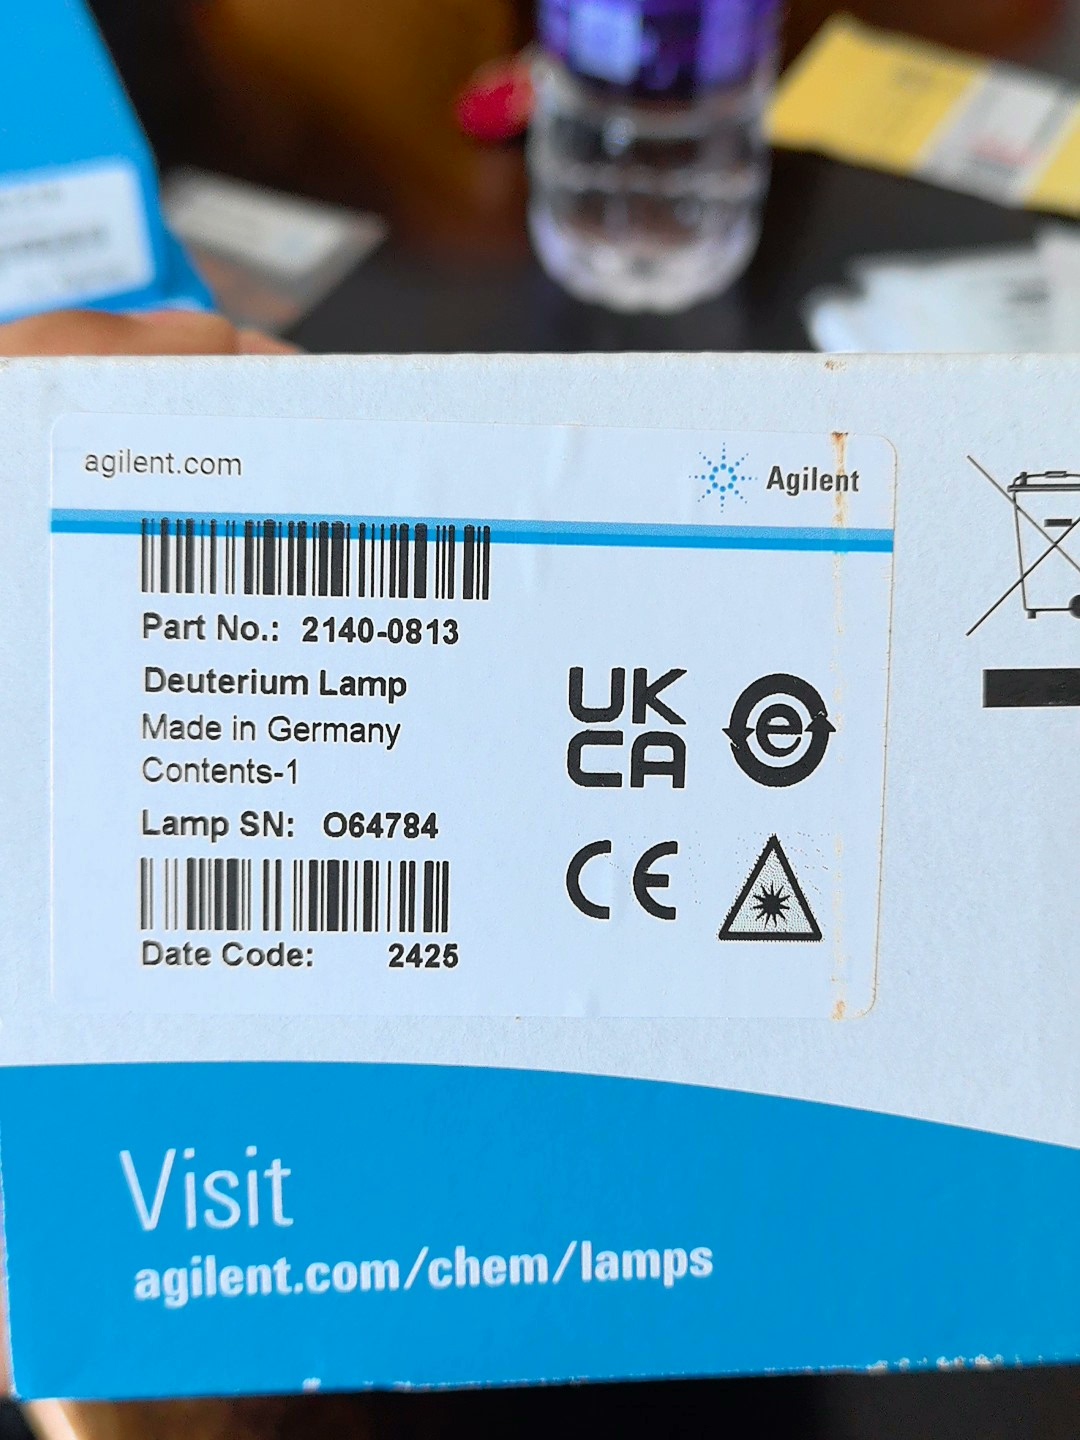 agilent.com
Agilent
Part No.: 2140-0813
Deuterium Lamp
Made in Germany
Contents-1
Lamp SN: O64784
Date Code: 2425
UK
CA
e
CE
Visit
agilent.com/chem/lamps